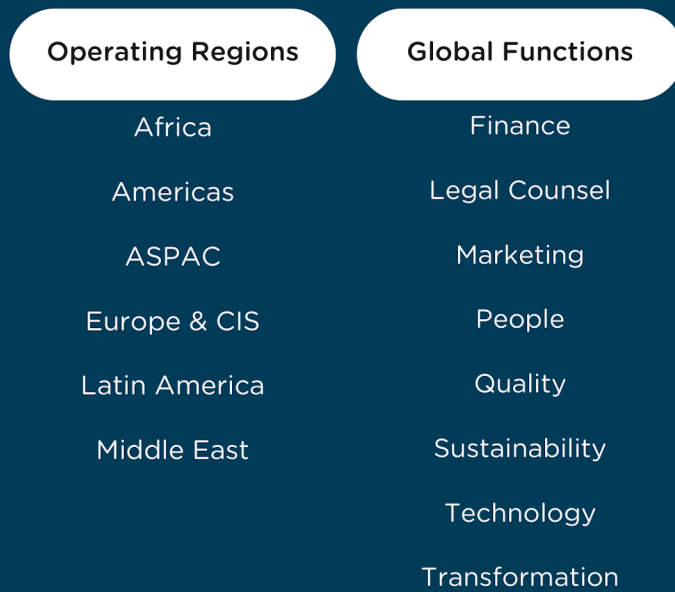 Operating Regions
Africa
Americas
ASPAC
Europe & CIS
Latin America
Middle East
Global Functions
Finance
Legal Counsel
Marketing
People
Quality
Sustainability
Technology
Transformation